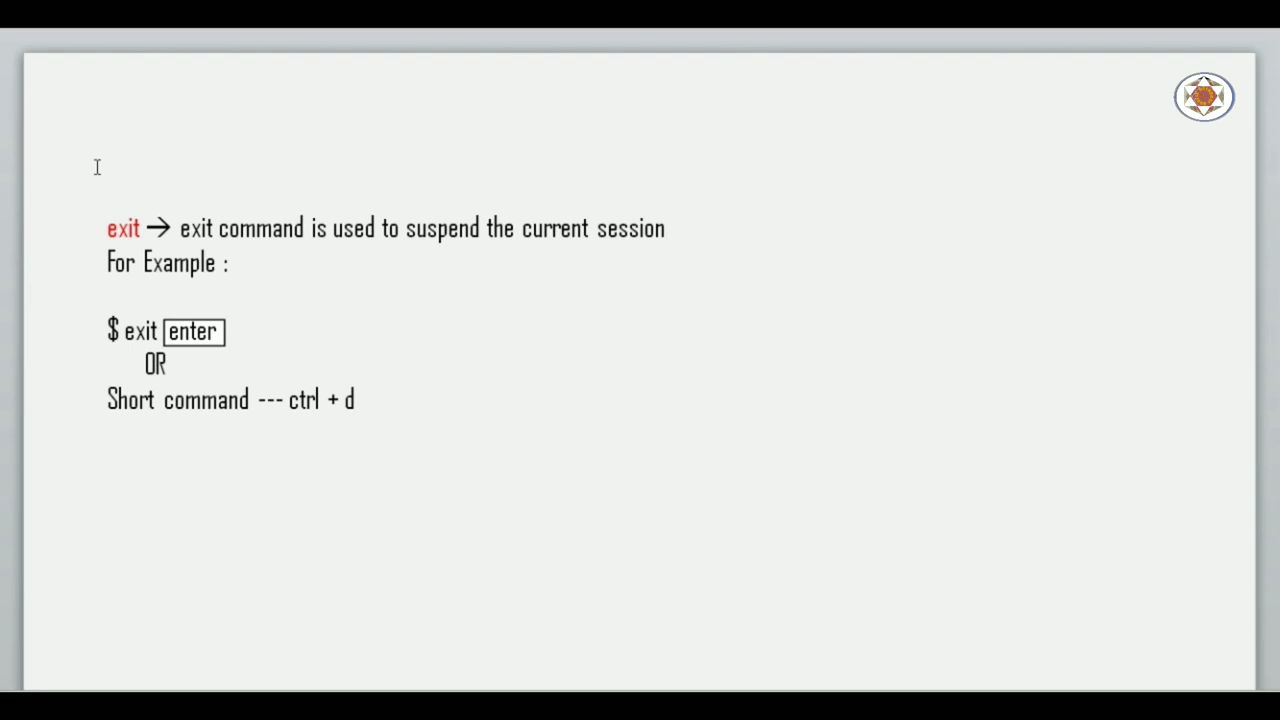 exit → exit command is used to suspend the current session
For Example :
$ exit enter
OR
Short command --- ctrl + d